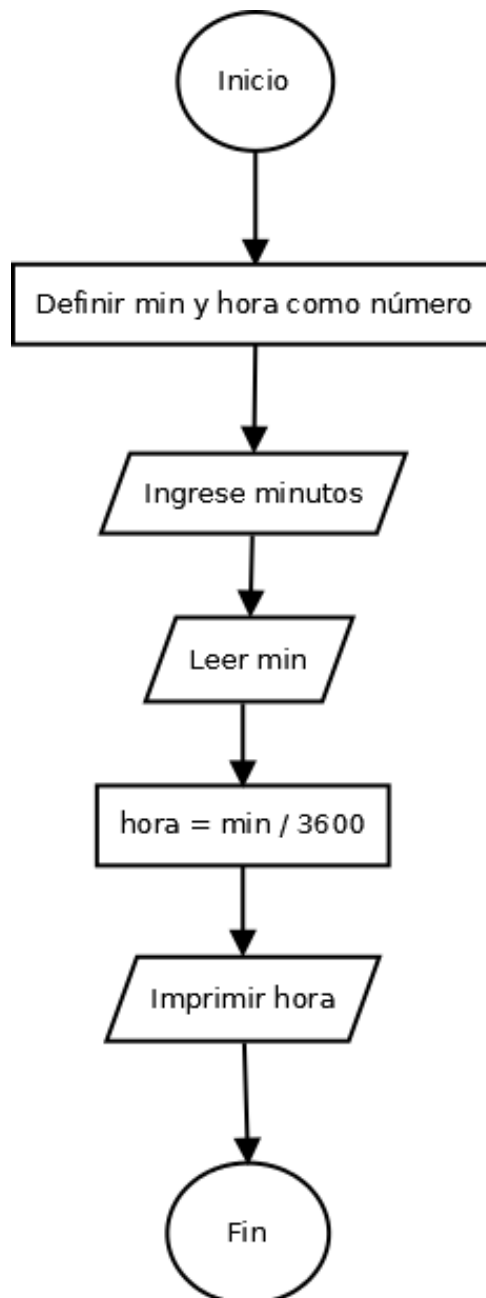 Inicio
Definir min y hora como número
Ingrese minutos
Leer min
hora = min / 3600
Imprimir hora
Fin